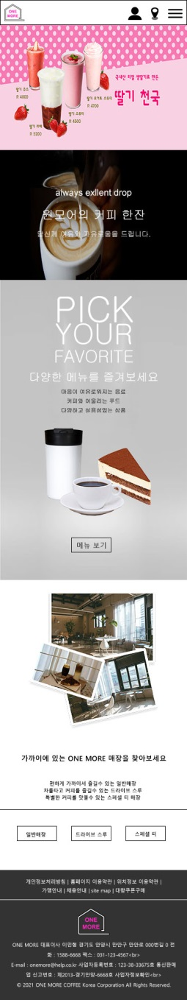 ONE
MORE
국내산 리얼 생딸기로 만든
딸기 천국
딸기 쥬스
4000
딸기 요거트 스무디
4700
딸기 스무디
4500
딸기 라떼
5200
always exllent drop
원모어의 커피 한잔
당신께 여유와 자유로움을 드립니다.
PICK
YOUR
FAVORITE
다양한 메뉴를 즐겨보세요
마음이 여유로워지는 음료
커피와 어울리는 푸드
다양하고 실용성있는 상품
메뉴 보기
가까이에 있는 ONE MORE 매장을 찾아보세요
편하게 가까이서 즐길수 있는 일반매장
차를타고 커피를 즐길수 있는 드라이브 스루
특별한 커피를 맛볼수 있는 스페셜 티 매장
일반매장
드라이브 스루
스페셜 티
개인정보처리방침 | 홈페이지 이용약관 | 위치정보 이용약관 |
가맹안내 | 채용안내 | site map | 대량쿠폰구매
ONE
MORE
ONE MORE 대표이사 이민형 경기도 안양시 만안구 만안로 000번길 0 전
화 : 1588-6668 팩스 : 031-123-4567<br>
E-mail : onemore@help.co.kr 사업자등록번호 : 123-38-33675호 통신판매
업 신고번호 : 제2013-경기안양-6668호 사업자정보확인<br>
© 2021 ONE MORE COFFEE Korea Corporation All Rights Reserved.